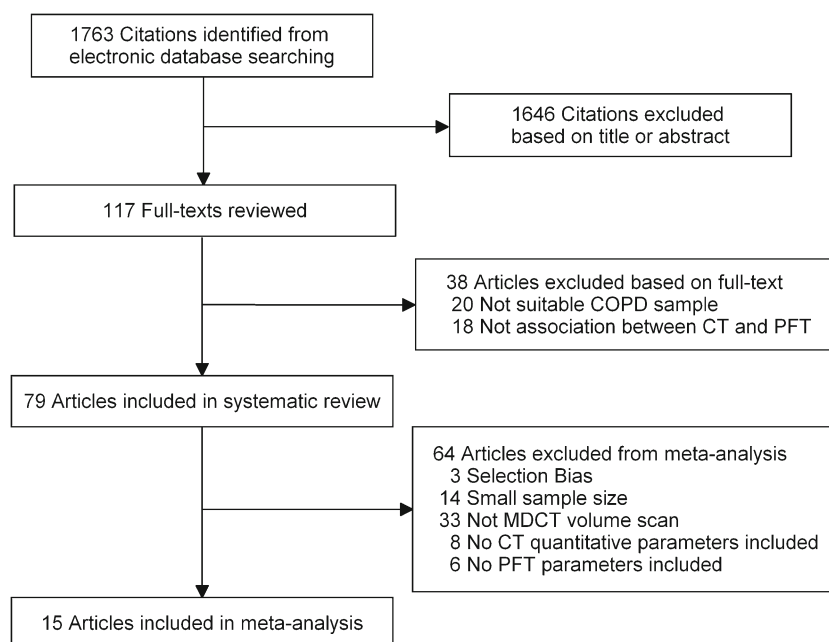 1763 Citations identified from
electronic database searching
1646 Citations excluded
based on title or abstract
117 Full-texts reviewed
38 Articles excluded based on full-text
20 Not suitable COPD sample
18 Not association between CT and PFT
79 Articles included in systematic review
64 Articles excluded from meta-analysis
3 Selection Bias
14 Small sample size
33 Not MDCT volume scan
8 No CT quantitative parameters included
6 No PFT parameters included
15 Articles included in meta-analysis